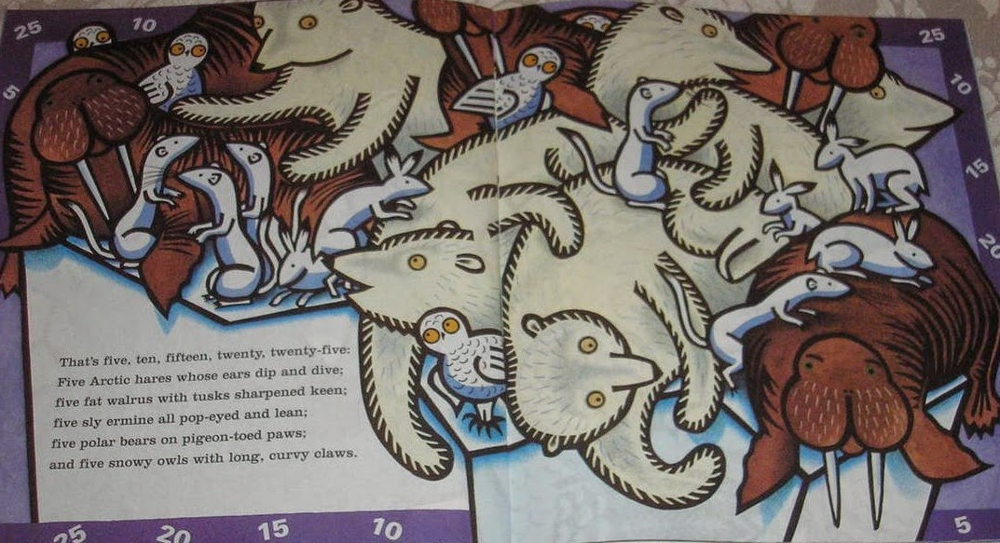 25 10
5
25
10
15
20
That's five, ten, fifteen, twenty, twenty-five:
Five Arctic hares whose ears dip and dive;
five fat walrus with tusks sharpened keen;
five sly ermine all pop-eyed and lean;
five polar bears on pigeon-toed paws;
and five snowy owls with long, curvy claws.
25 20 15 10
5